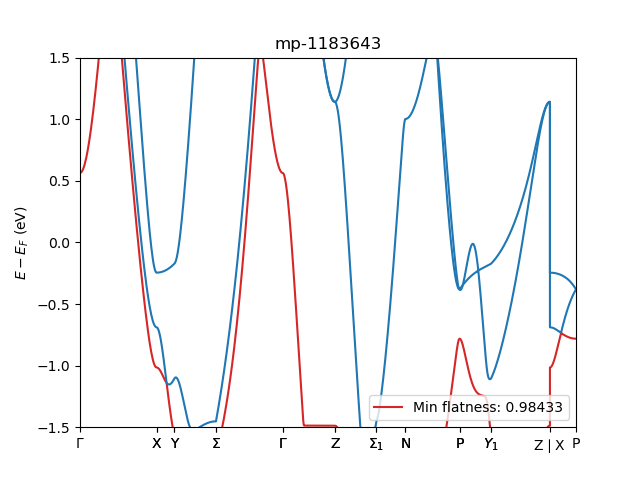 mp-1183643
1.5
1.0
0.5
0.0
−0.5
−1.0
−1.5
E − E_F (eV)
Min flatness: 0.98433
Γ X Y Σ Γ Z Σ₁ N P Y₁ Z | X P